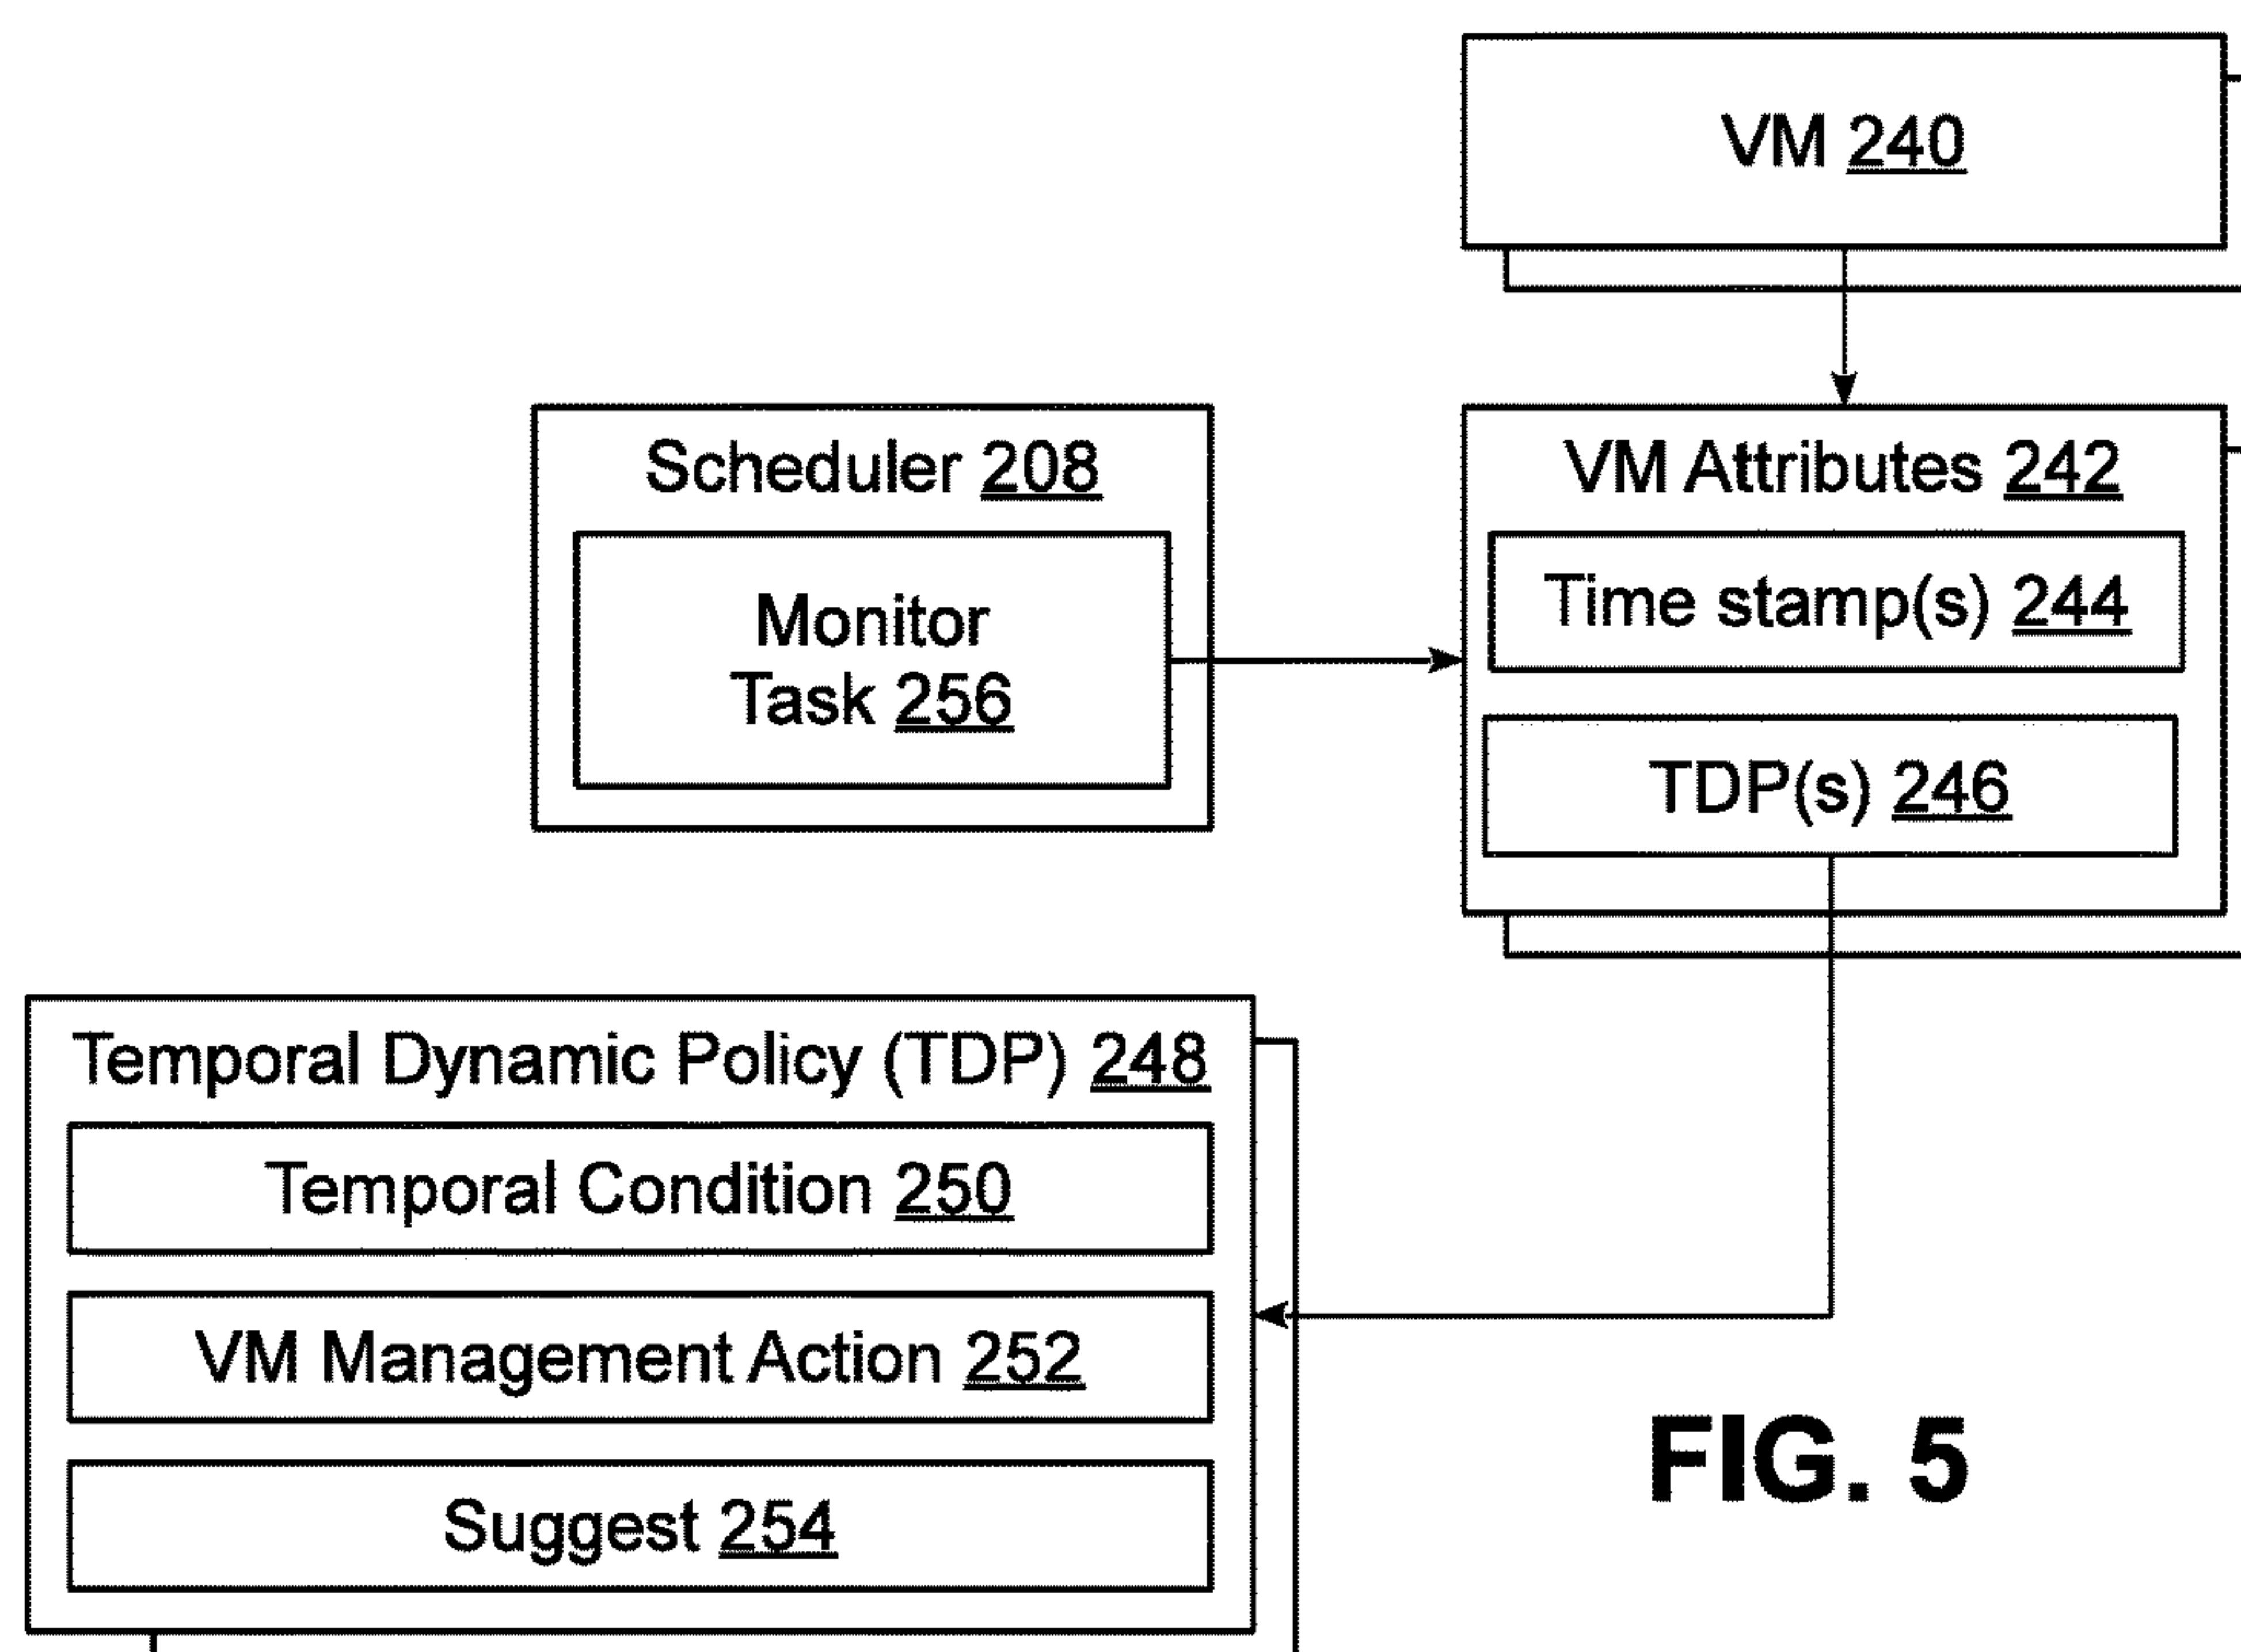 VM 240
Scheduler 208
Monitor
Task 256
VM Attributes 242
Time stamp(s) 244
TDP(s) 246
Temporal Dynamic Policy (TDP) 248
Temporal Condition 250
VM Management Action 252
Suggest 254
FIG. 5